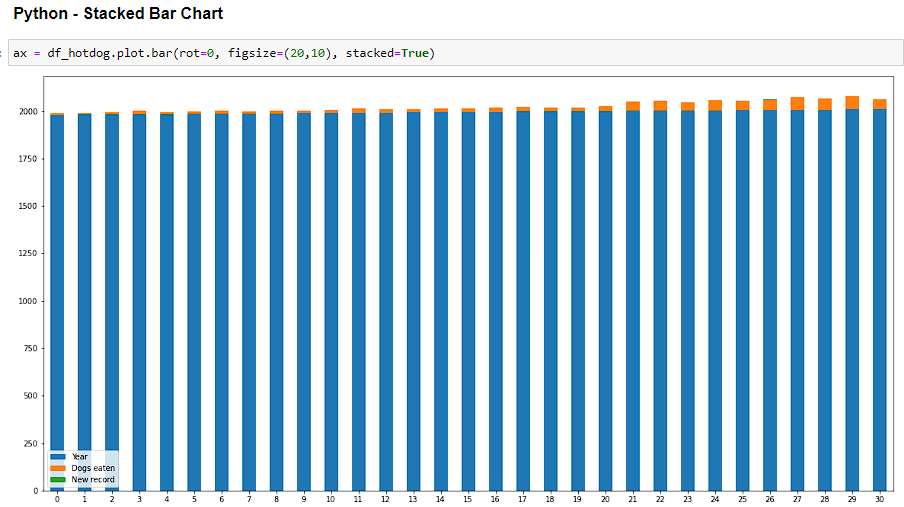 Python - Stacked Bar Chart
ax = df_hotdog.plot.bar(rot=0, figsize=(20,10), stacked=True)
2000
1750
1500
1250
1000
750
500
250
0
Year
Dogs eaten
New record
0 1 2 3 4 5 6 7 8 9 10 11 12 13 14 15 16 17 18 19 20 21 22 23 24 25 26 27 28 29 30